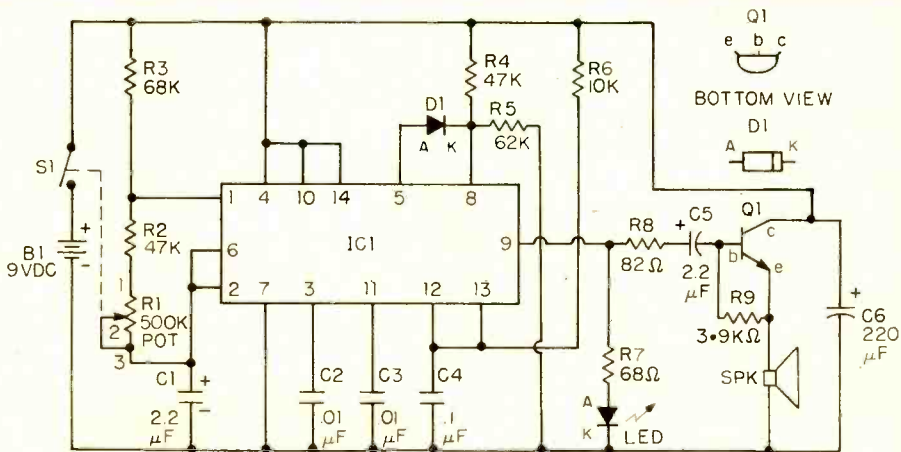 Q1
e b c
BOTTOM VIEW
D1
A K
R3
68K
R4
47K
R6
10K
D1
A K
R5
62K
S1
4 10 14 5 8
1
R2
47K
6
IC1
9
2
7 3 11 12 13
B1
9VDC
+
-
1
R1
500K
POT
2
3
C1
+
-
2.2
µF
C2
.01
µF
C3
.01
µF
C4
.1
µF
R8
82Ω
+
C5
2.2
µF
Q1
c
b
e
R9
3.9KΩ
R7
68Ω
A
K
LED
SPK
+
C6
220
µF